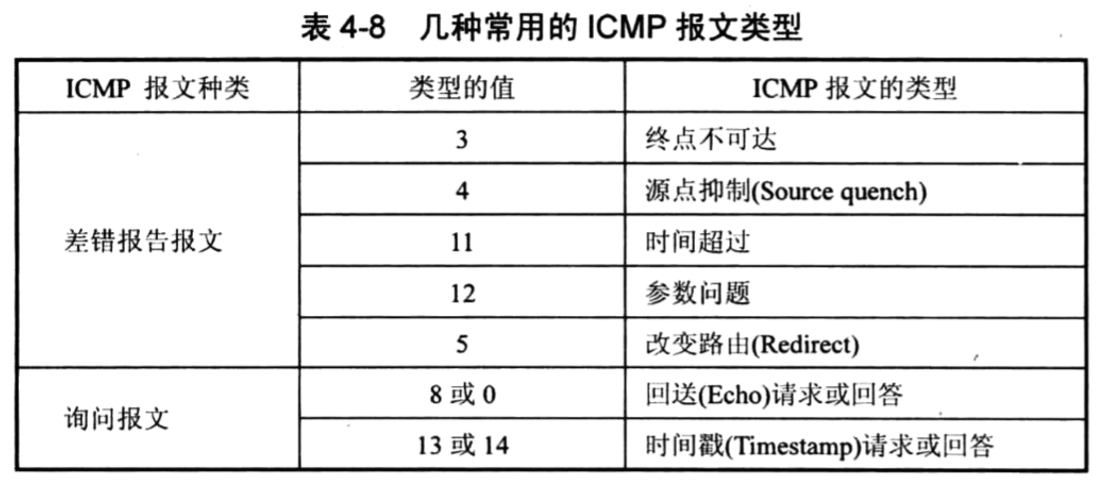 表 4-8 几种常用的 ICMP 报文类型
ICMP 报文种类 类型的值 ICMP 报文的类型
差错报告报文 3 终点不可达
4 源点抑制(Source quench)
11 时间超过
12 参数问题
5 改变路由(Redirect)
询问报文 8 或 0 回送(Echo)请求或回答
13 或 14 时间戳(Timestamp)请求或回答